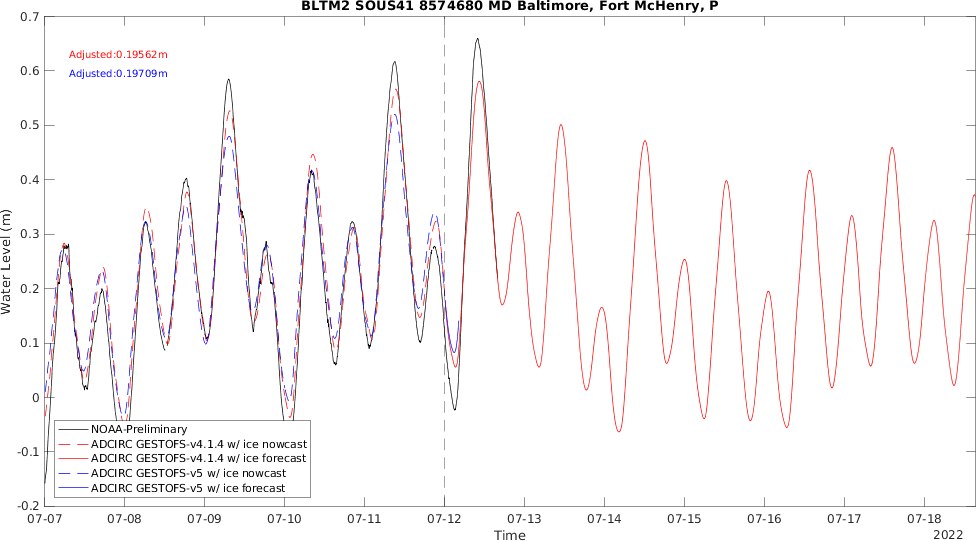 BLTM2 SOUS41 8574680 MD Baltimore, Fort McHenry, P
Adjusted:0.19562m
Adjusted:0.19709m
Water Level (m)
0.7
0.6
0.5
0.4
0.3
0.2
0.1
0
-0.1
-0.2
NOAA-Preliminary
ADCIRC GESTOFS-v4.1.4 w/ ice nowcast
ADCIRC GESTOFS-v4.1.4 w/ ice forecast
ADCIRC GESTOFS-v5 w/ ice nowcast
ADCIRC GESTOFS-v5 w/ ice forecast
07-07 07-08 07-09 07-10 07-11 07-12 07-13 07-14 07-15 07-16 07-17 07-18
Time
2022